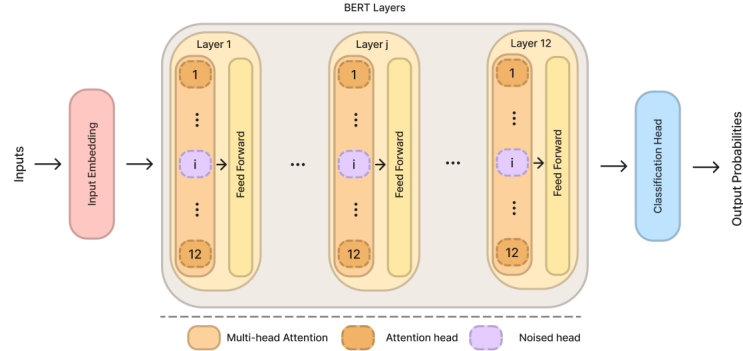 BERT Layers
Layer 1
Layer j
Layer 12
1
...
i
...
12
Feed Forward
...
1
...
i
...
12
Feed Forward
...
1
...
i
...
12
Feed Forward
Inputs
Input Embedding
Classification Head
Output Probabilities
Multi-head Attention
Attention head
Noised head